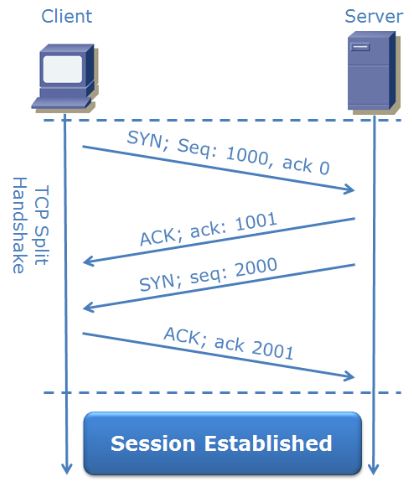 Client
Server
SYN; Seq: 1000, ack 0
ACK; ack: 1001
SYN; seq: 2000
ACK; ack 2001
TCP Split
Handshake
Session Established